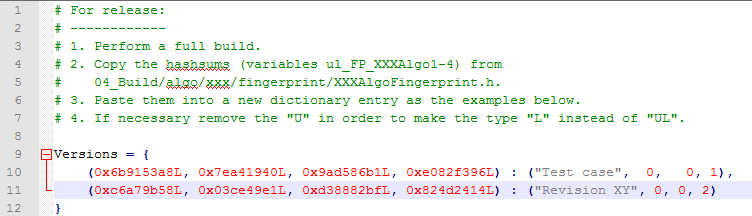 1 # For release:
2 # ------------
3 # 1. Perform a full build.
4 # 2. Copy the hashsums (variables ul_FP_XXXAlgo1-4) from
5 #    04_Build/algo/xxx/fingerprint/XXXAlgoFingerprint.h.
6 # 3. Paste them into a new dictionary entry as the examples below.
7 # 4. If necessary remove the "U" in order to make the type "L" instead of "UL".
8
9 Versions = {
10     (0x6b9153a8L, 0x7ea41940L, 0x9ad586b1L, 0xe082f396L) : ("Test case",  0,   0, 1),
11     (0xc6a79b58L, 0x03ce49e1L, 0xd38882bfL, 0x824d2414L) : ("Revision XY", 0, 0, 2)
12 }